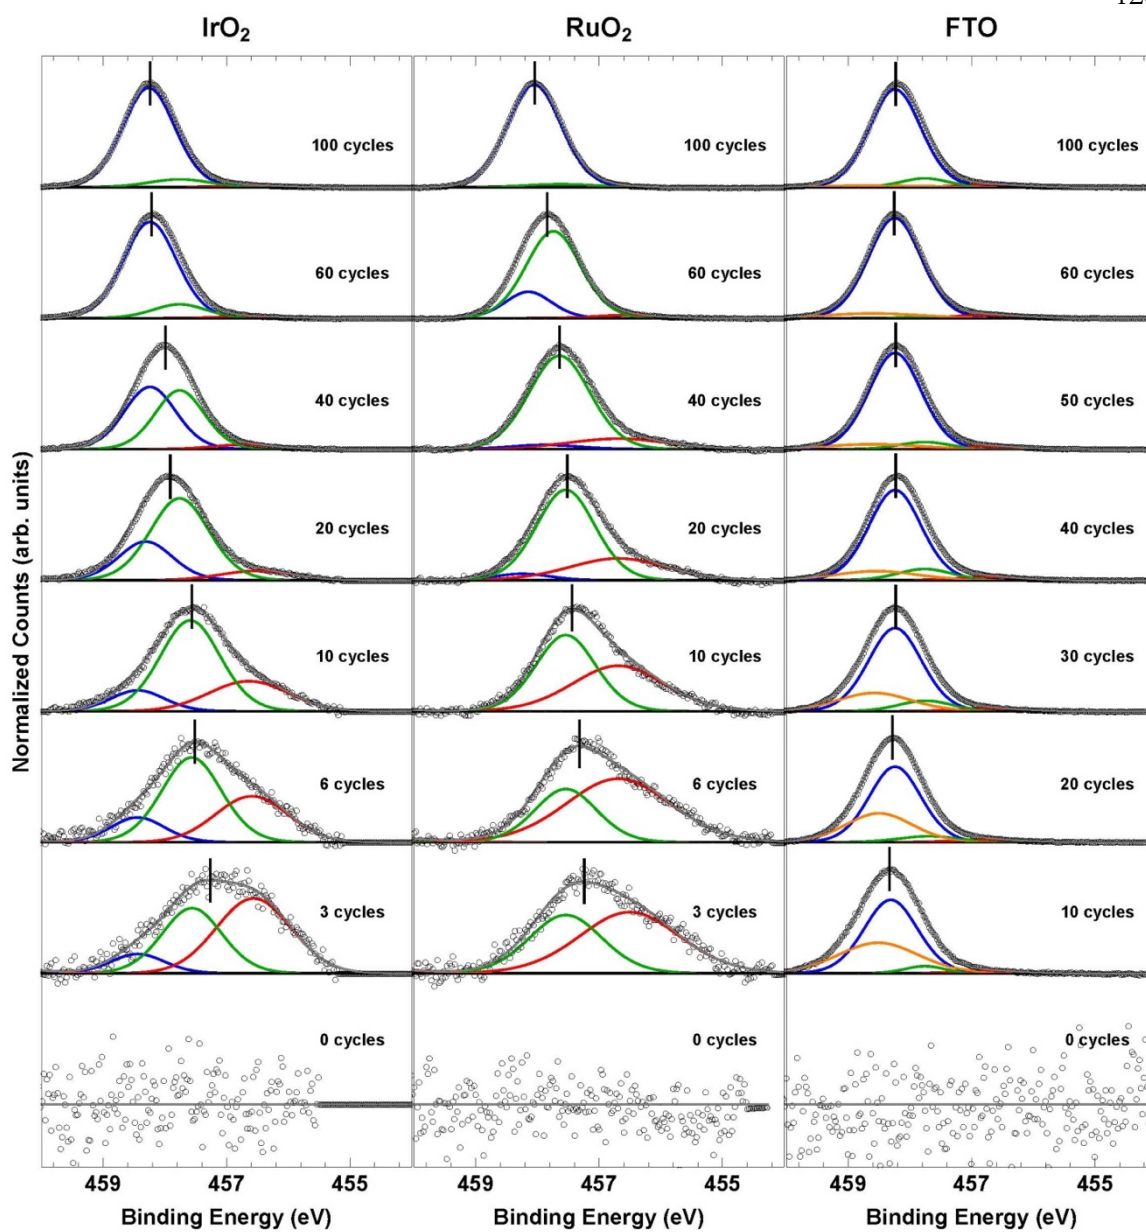 IrO₂
RuO₂
FTO
100 cycles
100 cycles
100 cycles
60 cycles
60 cycles
60 cycles
40 cycles
40 cycles
50 cycles
20 cycles
20 cycles
40 cycles
10 cycles
10 cycles
30 cycles
6 cycles
6 cycles
20 cycles
3 cycles
3 cycles
10 cycles
0 cycles
0 cycles
0 cycles
Normalized Counts (arb. units)
459 457 455
459 457 455
459 457 455
Binding Energy (eV)
Binding Energy (eV)
Binding Energy (eV)